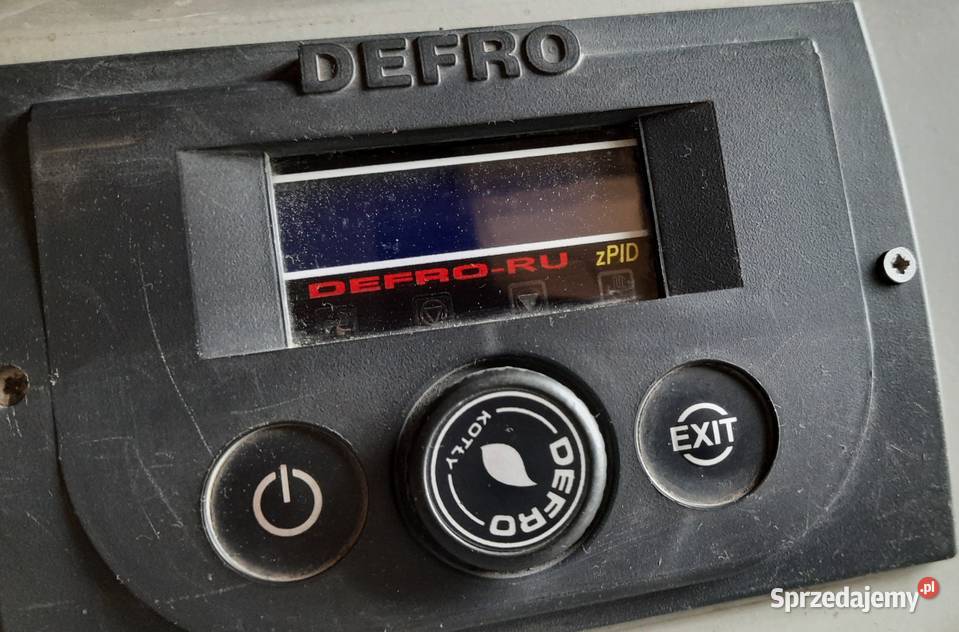 DEFRO
DEFRO-RU zPID
KOTŁY
DEFRO
EXIT
Sprzedajemy.pl